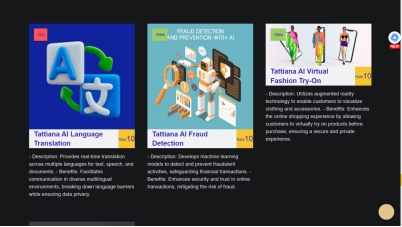 Hot
A
文
Tattiana AI Language
Translation
Rate 10
- Description: Provides real-time translation
across multiple languages for text, speech, and
documents. - Benefits: Facilitates
communication in diverse multilingual
environments, breaking down language barriers
while ensuring data privacy.
New
FRAUD DETECTION
AND PREVENTION WITH AI
Tattiana AI Fraud
Detection
Rate 10
- Description: Develops machine learning
models to detect and prevent fraudulent
activities, safeguarding financial transactions. -
Benefits: Enhances security and trust in online
transactions, mitigating the risk of fraud.
New
Tattiana AI Virtual
Fashion Try-On
Rate 10
- Description: Utilizes augmented reality
technology to enable customers to visualize
clothing and accessories. - Benefits: Enhances
the online shopping experience by allowing
customers to virtually try on products before
purchase, ensuring a secure and private
experience.
NEW